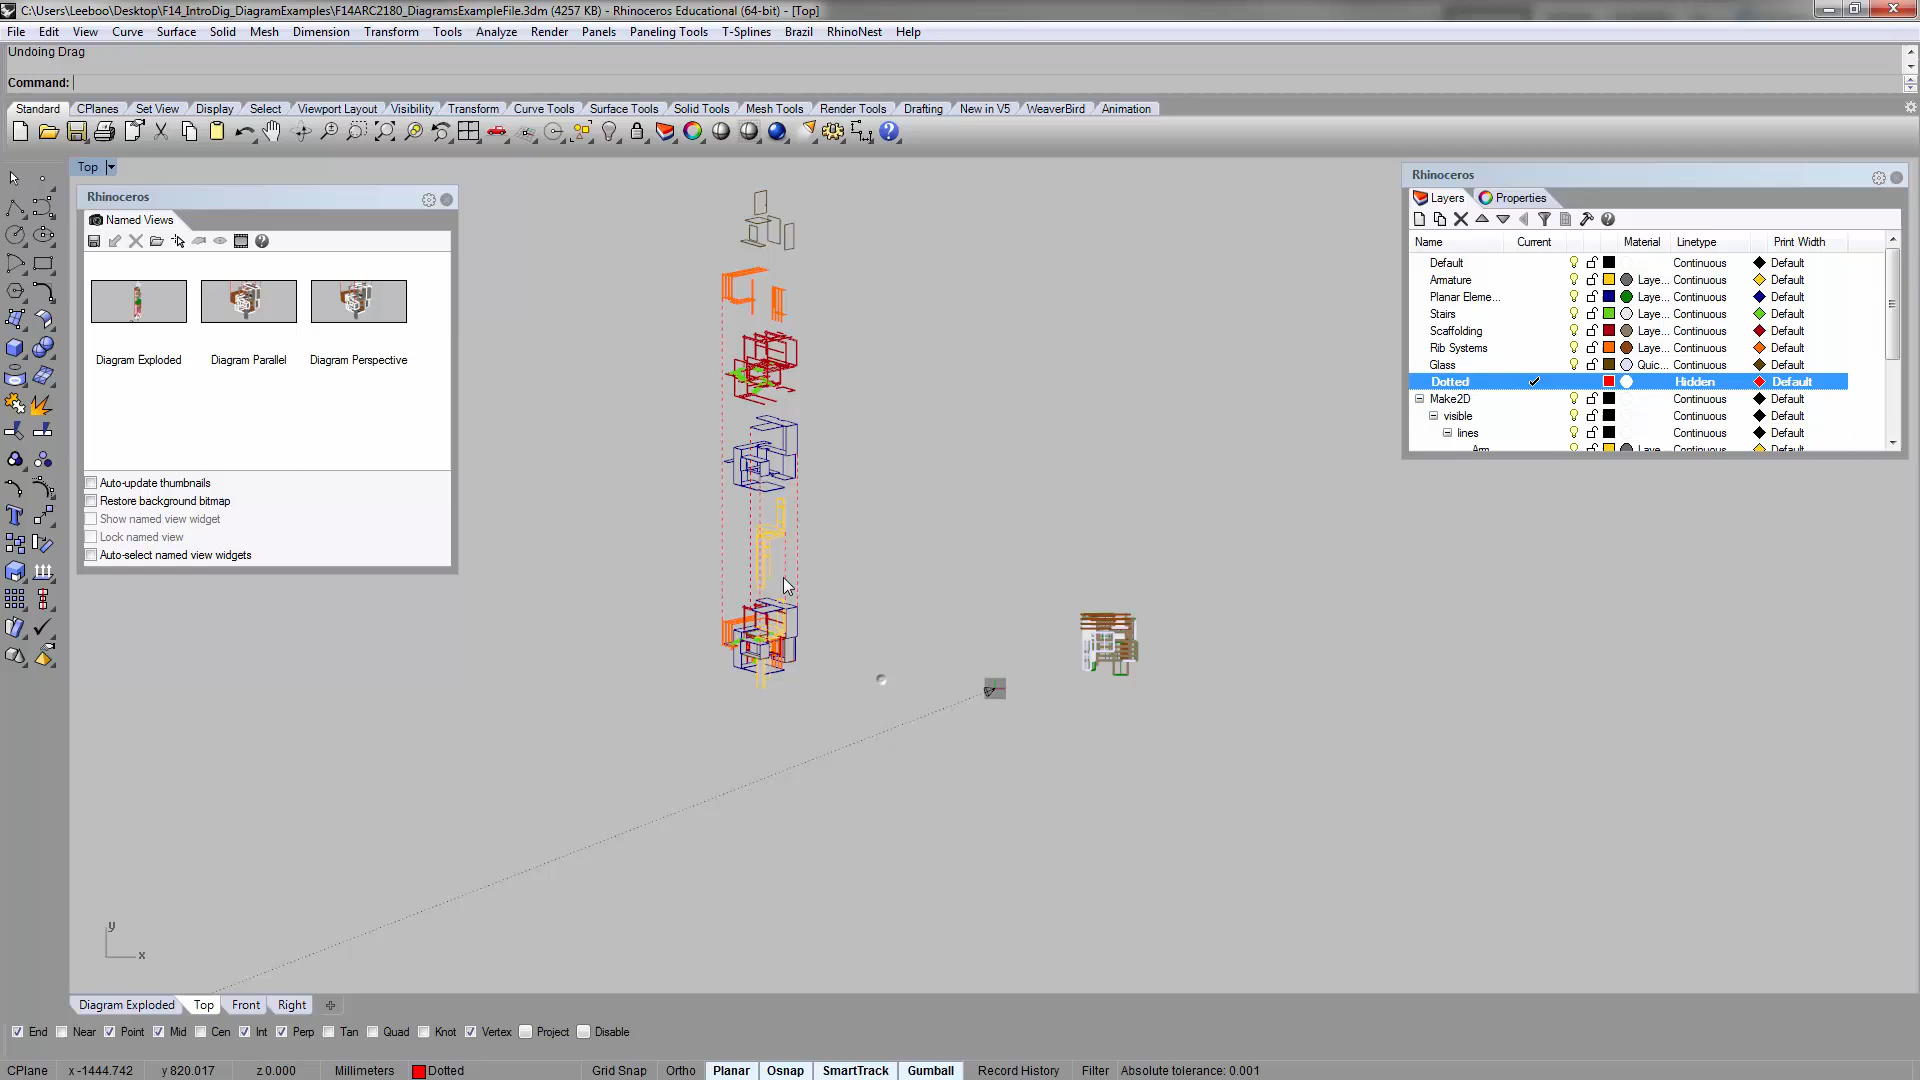 C:\Users\Leeboo\Desktop\F14_IntroDig_DiagramExamples\F14ARC2180_DiagramsExampleFile.3dm (4257 KB) - Rhinoceros Educational (64-bit) - [Top]
File Edit View Curve Surface Solid Mesh Dimension Transform Tools Analyze Render Panels Paneling Tools T-Splines Brazil RhinoNest Help
Undoing Drag
Command:
Standard CPlanes Set View Display Select Viewport Layout Visibility Transform Curve Tools Surface Tools Solid Tools Mesh Tools Render Tools Drafting New in V5 WeaverBird Animation
Top
Rhinoceros
Named Views
Diagram Exploded Diagram Parallel Diagram Perspective
Auto-update thumbnails
Restore background bitmap
Show named view widget
Lock named view
Auto-select named view widgets
Rhinoceros
Layers Properties
Name Current Material Linetype Print Width
Default Continuous Default
Armature Laye... Continuous Default
Planar Eleme... Laye... Continuous Default
Stairs Laye... Continuous Default
Scaffolding Laye... Continuous Default
Rib Systems Laye... Continuous Default
Glass Quic... Continuous Default
Dotted Hidden Default
Make2D Continuous Default
visible Continuous Default
lines Continuous Default
Arm... Laye... Continuous Default
y
x
Diagram Exploded Top Front Right
End Near Point Mid Cen Int Perp Tan Quad Knot Vertex Project Disable
CPlane x -1444.742 y 820.017 z 0.000 Millimeters Dotted Grid Snap Ortho Planar Osnap SmartTrack Gumball Record History Filter Absolute tolerance: 0.001